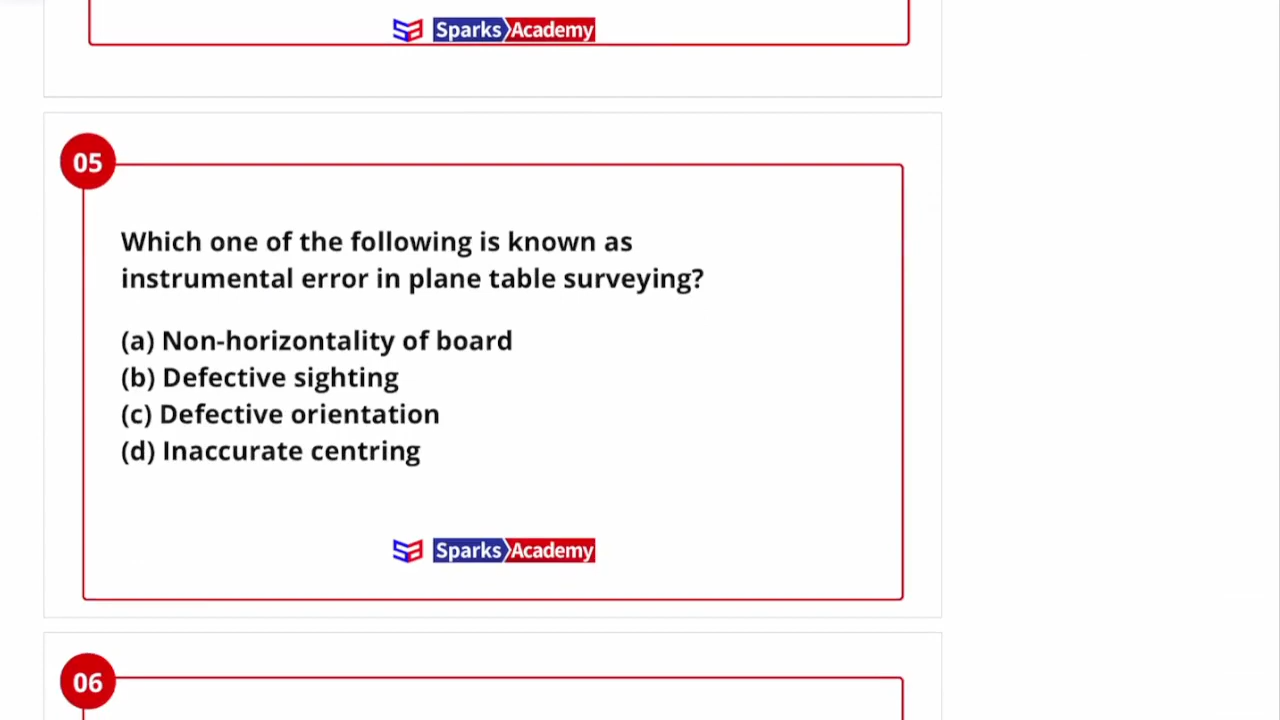 Sparks Academy
05
Which one of the following is known as
instrumental error in plane table surveying?
(a) Non-horizontality of board
(b) Defective sighting
(c) Defective orientation
(d) Inaccurate centring
Sparks Academy
06